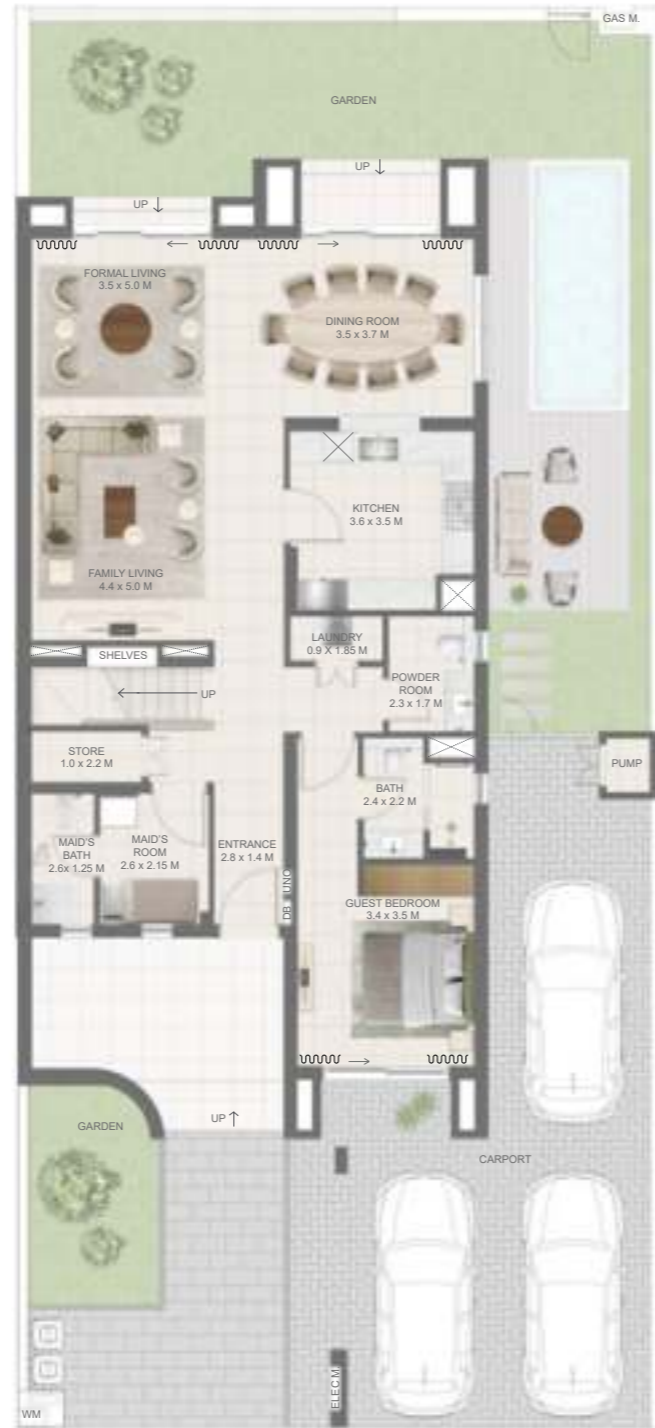 GAS M.
GARDEN
UP
UP
FORMAL LIVING
3.5 x 5.0 M
DINING ROOM
3.5 x 3.7 M
KITCHEN
3.6 x 3.5 M
FAMILY LIVING
4.4 x 5.0 M
LAUNDRY
0.9 X 1.85 M
SHELVES
POWDER
ROOM
2.3 x 1.7 M
UP
STORE
1.0 x 2.2 M
PUMP
BATH
2.4 x 2.2 M
MAID'S
BATH
2.6x 1.25 M
MAID'S
ROOM
2.6 x 2.15 M
ENTRANCE
2.8 x 1.4 M
DB
GUEST BEDROOM
3.4 x 3.5 M
GARDEN
UP
CARPORT
ELEC M.
WM